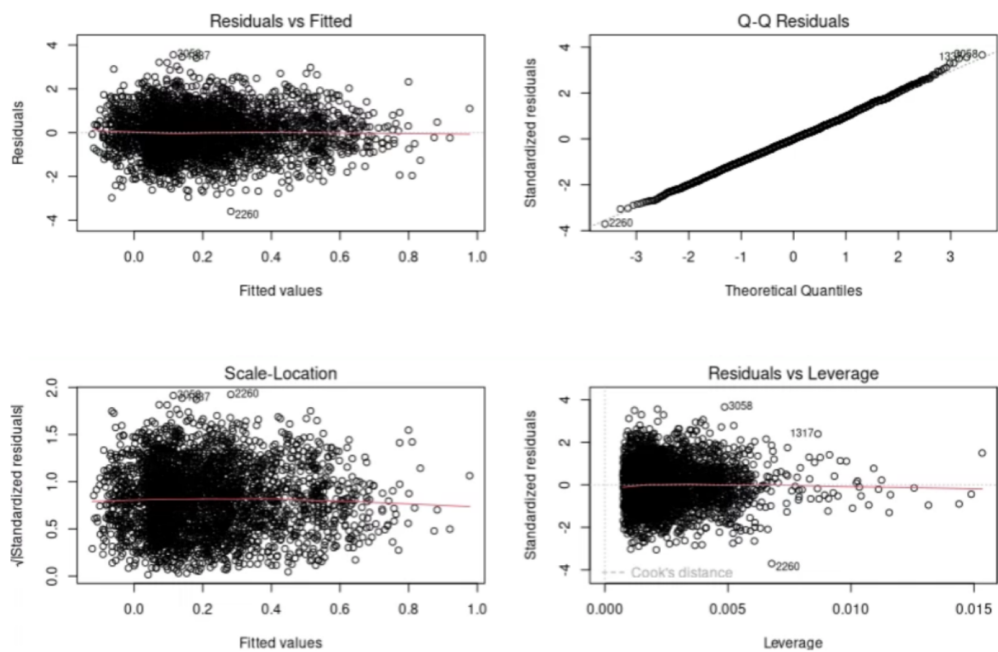 Residuals vs Fitted
Residuals
4
2
0
-2
-4
2260
0.0 0.2 0.4 0.6 0.8 1.0
Fitted values
Q-Q Residuals
Standardized residuals
4
2
0
-2
-4
2260
-3 -2 -1 0 1 2 3
Theoretical Quantiles
Scale-Location
√|Standardized residuals|
2.0
1.5
1.0
0.5
0.0
2260
0.0 0.2 0.4 0.6 0.8 1.0
Fitted values
Residuals vs Leverage
Standardized residuals
4
2
0
-2
-4
3058
1317
2260
Cook's distance
0.000 0.005 0.010 0.015
Leverage